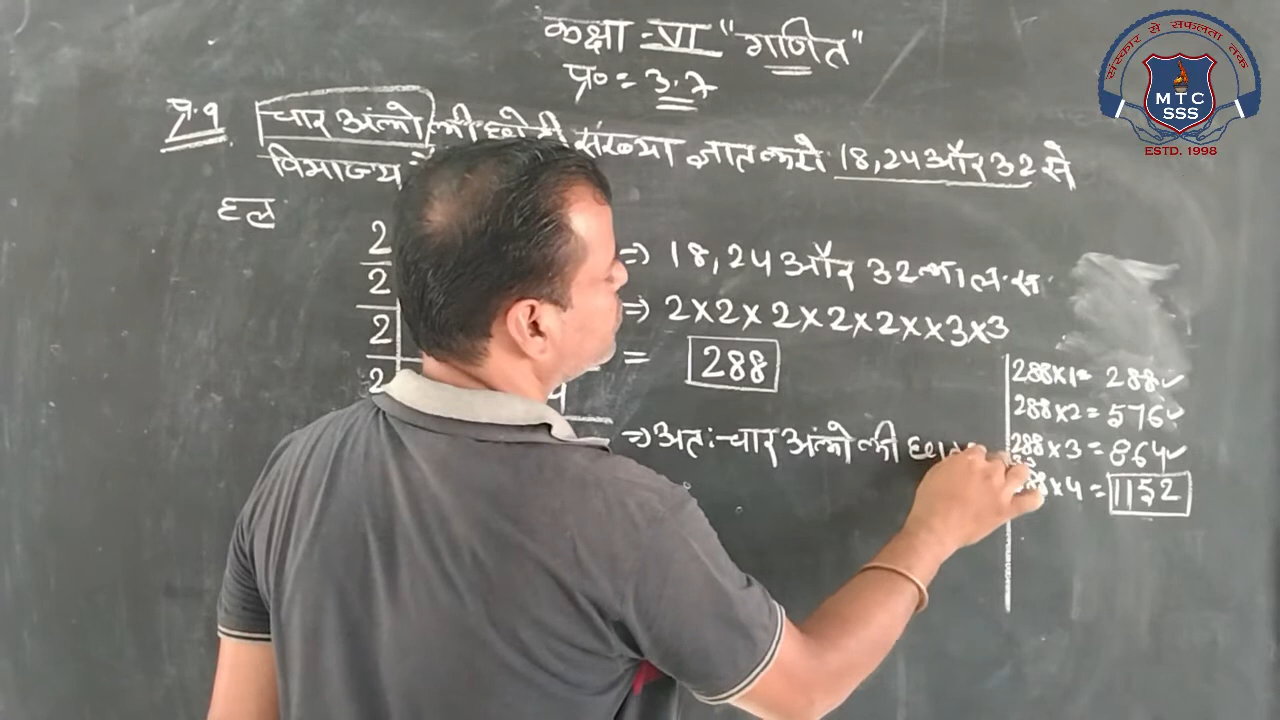 कक्षा - VI "गणित"
प्र० = 3.7
प्र.1 चार अंको की छोटी संख्या ज्ञात करो 18,24 और 32 से
विभाज्य
हल
2
2
2
2
⇒ 18,24 और 32 का ल.स.
⇒ 2×2×2×2×2××3×3
= 288
⇒ अतः चार अंको की
288×1= 288 ✓
288×2= 576 ✓
288×3= 864 ✓
×4= 1152
संस्कार से सफलता तक
MTC
SSS
ESTD. 1998